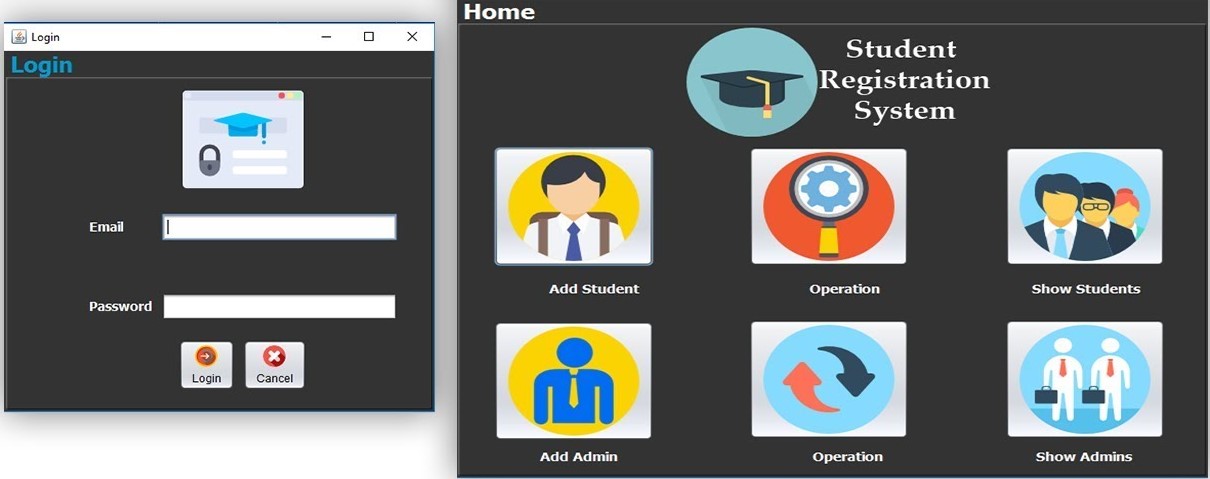 Login
Login
Email
Password
Login
Cancel
Home
Student
Registration
System
Add Student
Operation
Show Students
Add Admin
Operation
Show Admins